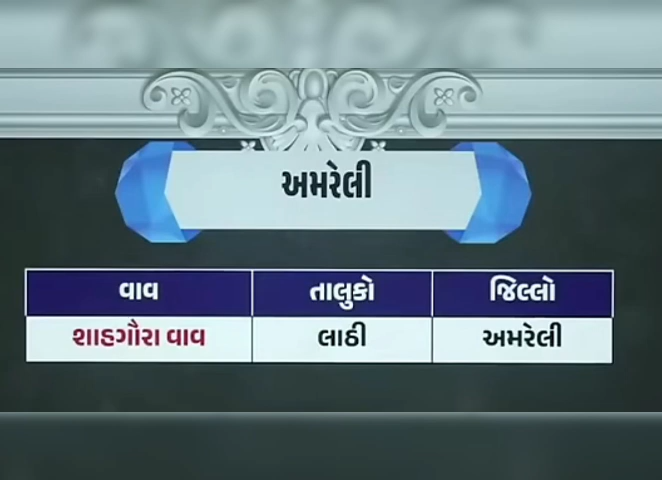 અમરેલી
વાવ તાલુકો જિલ્લો
શાહગૌરા વાવ લાઠી અમરેલી